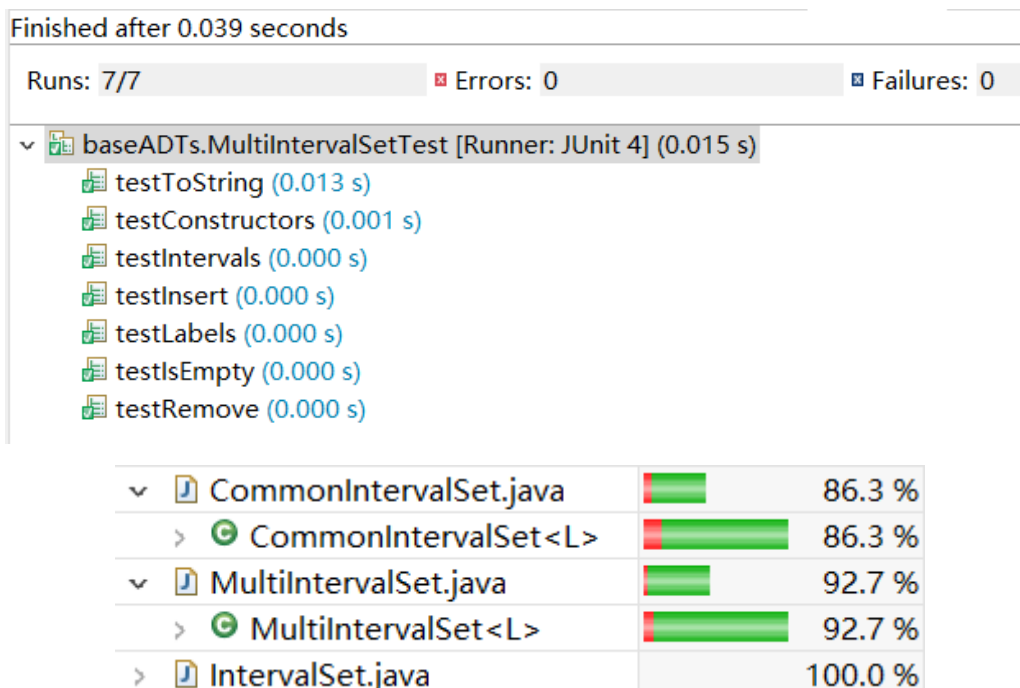 Finished after 0.039 seconds
Runs: 7/7 Errors: 0 Failures: 0
baseADTs.MultiIntervalSetTest [Runner: JUnit 4] (0.015 s)
testToString (0.013 s)
testConstructors (0.001 s)
testIntervals (0.000 s)
testInsert (0.000 s)
testLabels (0.000 s)
testIsEmpty (0.000 s)
testRemove (0.000 s)
CommonIntervalSet.java 86.3 %
CommonIntervalSet<L> 86.3 %
MultiIntervalSet.java 92.7 %
MultiIntervalSet<L> 92.7 %
IntervalSet.java 100.0 %